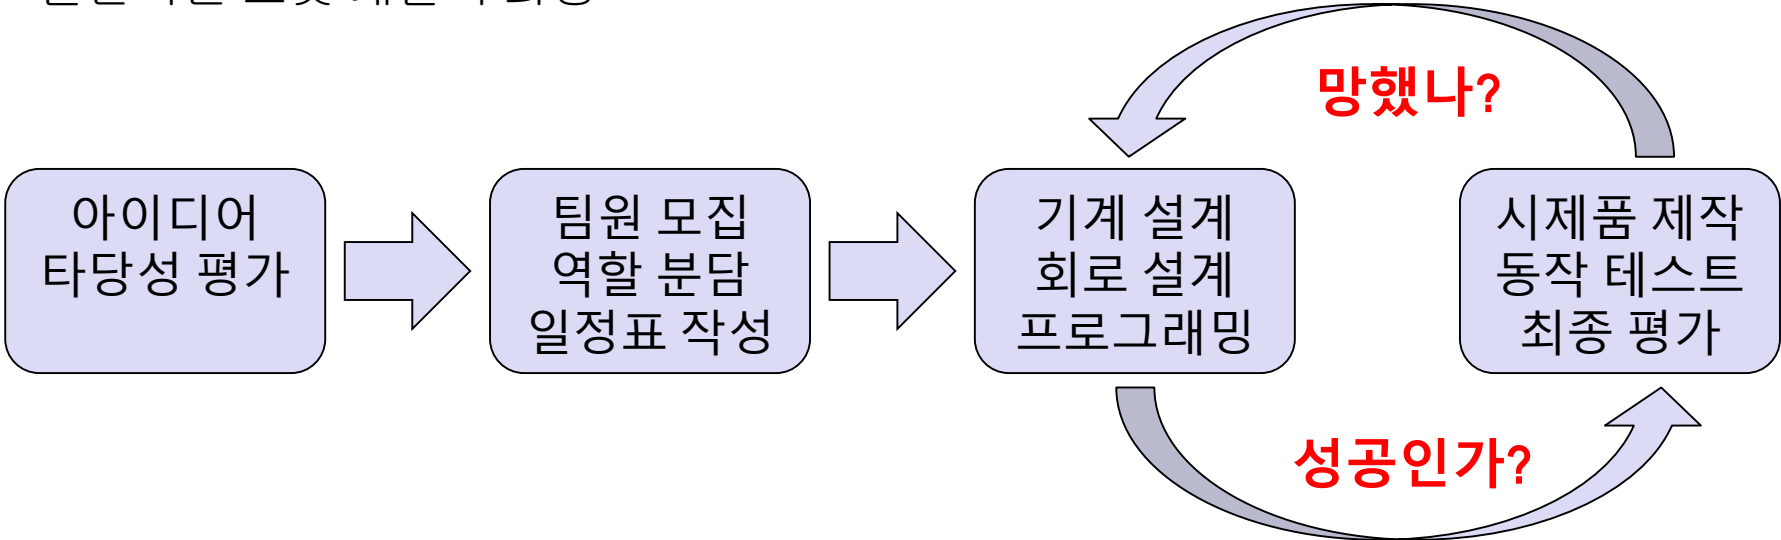 망했나?
아이디어
타당성 평가
팀원 모집
역할 분담
일정표 작성
기계 설계
회로 설계
프로그래밍
시제품 제작
동작 테스트
최종 평가
성공인가?